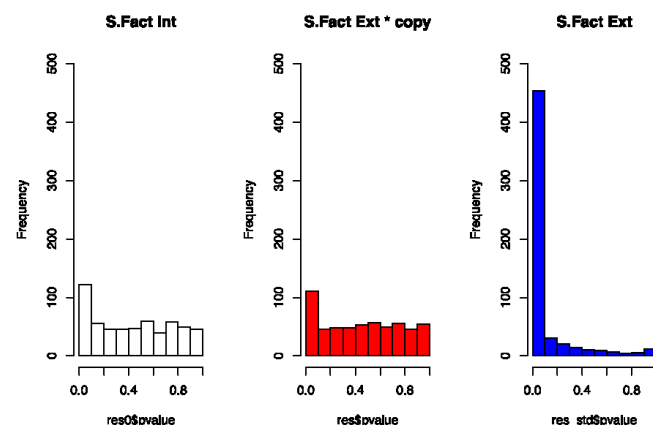 S.Fact Int
S.Fact Ext * copy
S.Fact Ext
Frequency
0 100 200 300 400 500
0.0 0.4 0.8
res0$pvalue
Frequency
0 100 200 300 400 500
0.0 0.4 0.8
res$pvalue
Frequency
0 100 200 300 400 500
0.0 0.4 0.8
res_std$pvalue